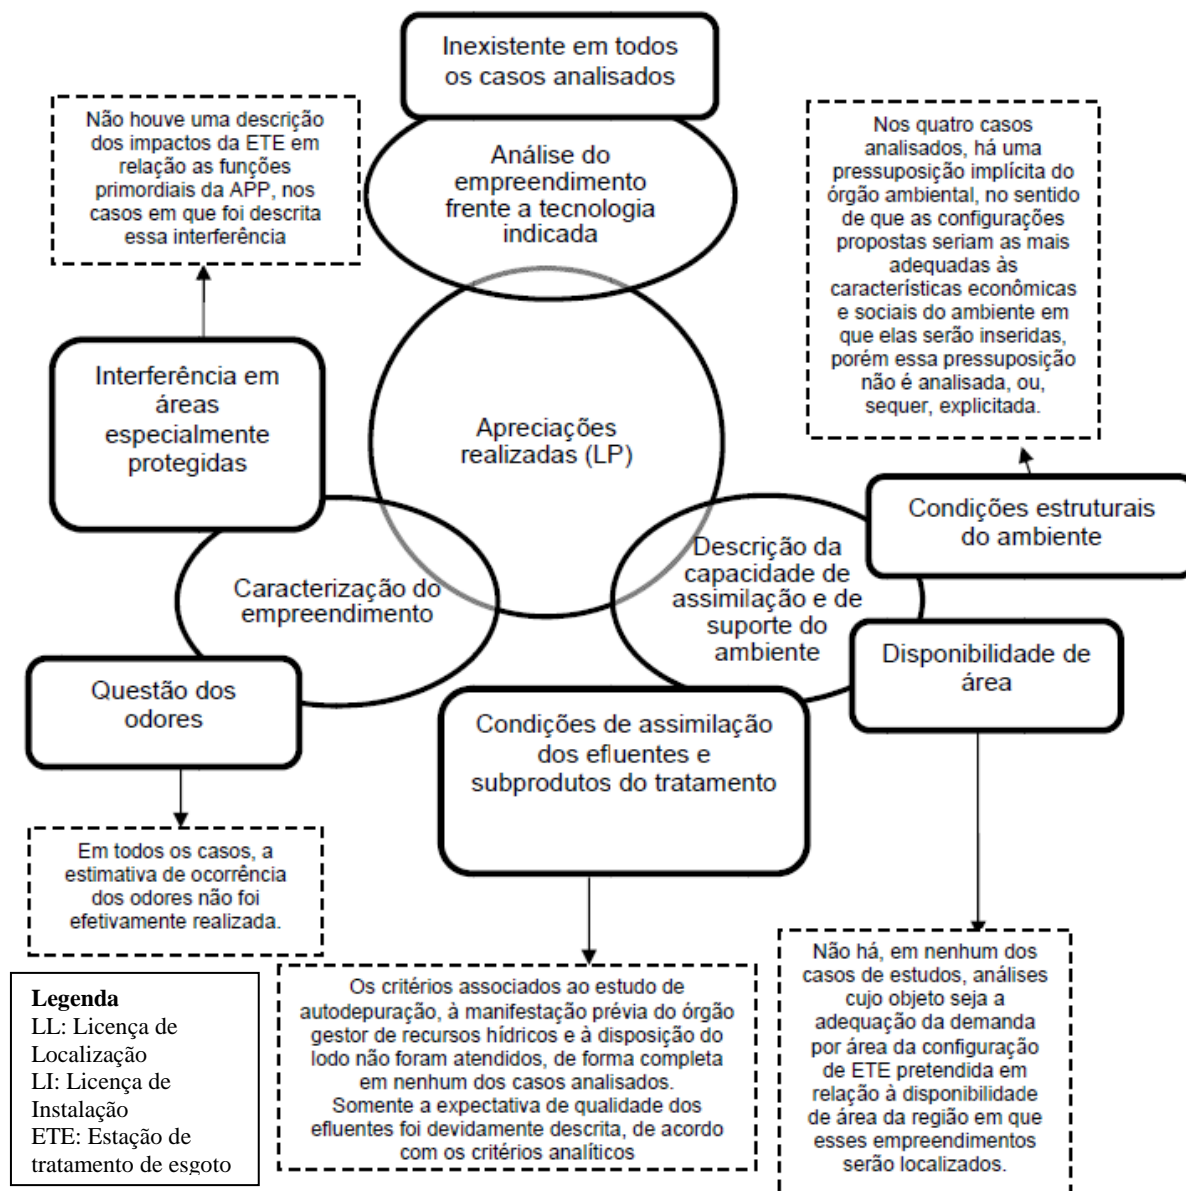 Inexistente em todos
os casos analisados
Análise do
empreendimento
frente a tecnologia
indicada
Não houve uma descrição
dos impactos da ETE em
relação as funções
primordiais da APP, nos
casos em que foi descrita
essa interferência
Nos quatro casos
analisados, há uma
pressuposição implícita do
órgão ambiental, no sentido
de que as configurações
propostas seriam as mais
adequadas às
características econômicas
e sociais do ambiente em
que elas serão inseridas,
porém essa pressuposição
não é analisada, ou,
sequer, explicitada.
Interferência em
áreas
especialmente
protegidas
Apreciações
realizadas (LP)
Condições estruturais
do ambiente
Caracterização do
empreendimento
Descrição da
capacidade de
assimilação e de
suporte do
ambiente
Disponibilidade de
área
Questão dos
odores
Condições de assimilação
dos efluentes e
subprodutos do tratamento
Em todos os casos, a
estimativa de ocorrência
dos odores não foi
efetivamente realizada.
Os critérios associados ao estudo de
autodepuração, à manifestação prévia do órgão
gestor de recursos hídricos e à disposição do
lodo não foram atendidos, de forma completa
em nenhum dos casos analisados.
Somente a expectativa de qualidade dos
efluentes foi devidamente descrita, de acordo
com os critérios analíticos
Não há, em nenhum dos
casos de estudos, análises
cujo objeto seja a
adequação da demanda
por área da configuração
de ETE pretendida em
relação à disponibilidade
de área da região em que
esses empreendimentos
serão localizados.
Legenda
LL: Licença de
Localização
LI: Licença de
Instalação
ETE: Estação de
tratamento de esgoto